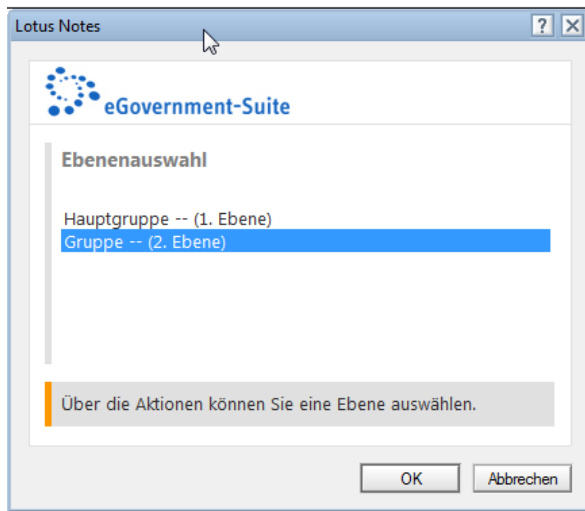 Lotus Notes
eGovernment-Suite
Ebenenauswahl
Hauptgruppe -- (1. Ebene)
Gruppe -- (2. Ebene)
Über die Aktionen können Sie eine Ebene auswählen.
OK Abbrechen